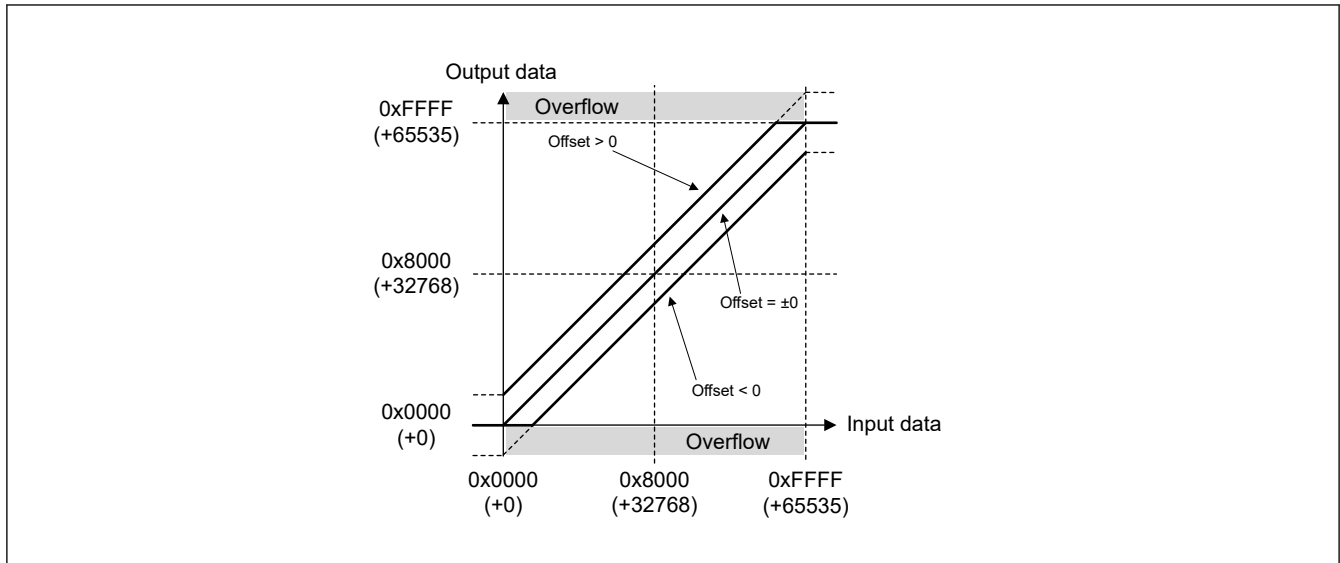 Output data
0xFFFF
(+65535)
Overflow
Offset > 0
0x8000
(+32768)
Offset = ±0
Offset < 0
0x0000
(+0)
Input data
Overflow
0x0000
(+0)
0x8000
(+32768)
0xFFFF
(+65535)